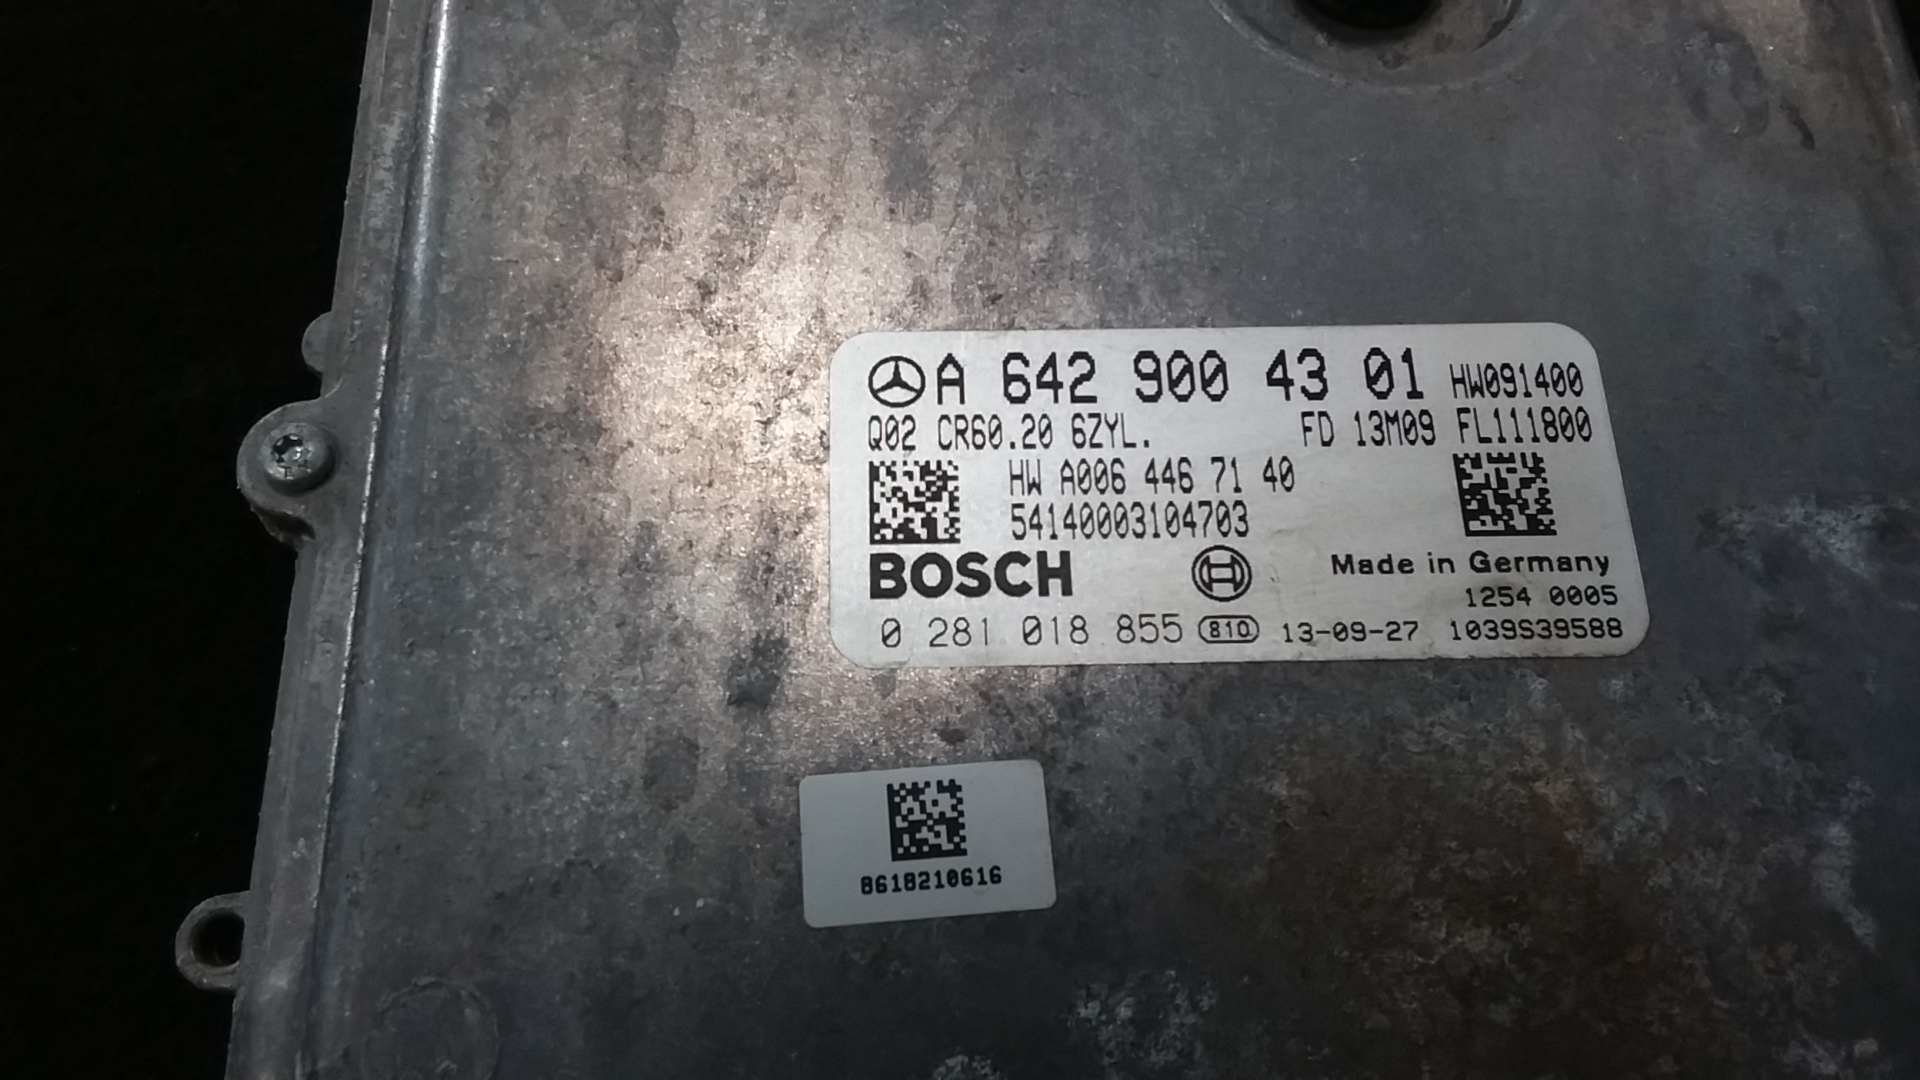 A 642 900 43 01 HW091400
Q02 CR60.20 6ZYL. FD 13M09 FL111800
HW A006 446 71 40
54140003104703
BOSCH Made in Germany
1254 0005
0 281 018 855 810 13-09-27 1039S39588
8618210616